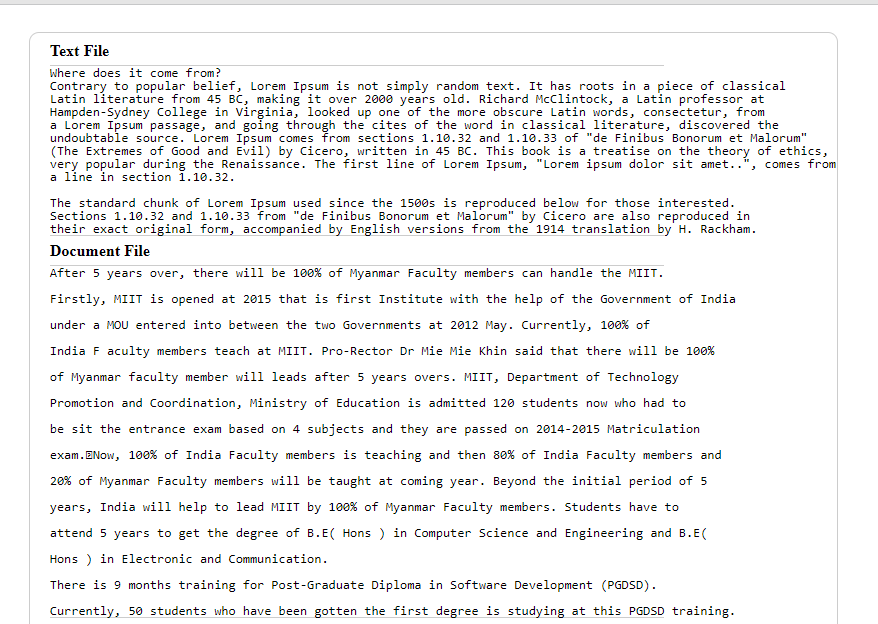 Text File
Where does it come from?
Contrary to popular belief, Lorem Ipsum is not simply random text. It has roots in a piece of classical
Latin literature from 45 BC, making it over 2000 years old. Richard McClintock, a Latin professor at
Hampden-Sydney College in Virginia, looked up one of the more obscure Latin words, consectetur, from
a Lorem Ipsum passage, and going through the cites of the word in classical literature, discovered the
undoubtable source. Lorem Ipsum comes from sections 1.10.32 and 1.10.33 of "de Finibus Bonorum et Malorum"
(The Extremes of Good and Evil) by Cicero, written in 45 BC. This book is a treatise on the theory of ethics,
very popular during the Renaissance. The first line of Lorem Ipsum, "Lorem ipsum dolor sit amet..", comes from
a line in section 1.10.32.
The standard chunk of Lorem Ipsum used since the 1500s is reproduced below for those interested.
Sections 1.10.32 and 1.10.33 from "de Finibus Bonorum et Malorum" by Cicero are also reproduced in
their exact original form, accompanied by English versions from the 1914 translation by H. Rackham.
Document File
After 5 years over, there will be 100% of Myanmar Faculty members can handle the MIIT.
Firstly, MIIT is opened at 2015 that is first Institute with the help of the Government of India
under a MOU entered into between the two Governments at 2012 May. Currently, 100% of
India F aculty members teach at MIIT. Pro-Rector Dr Mie Mie Khin said that there will be 100%
of Myanmar faculty member will leads after 5 years overs. MIIT, Department of Technology
Promotion and Coordination, Ministry of Education is admitted 120 students now who had to
be sit the entrance exam based on 4 subjects and they are passed on 2014-2015 Matriculation
exam.Now, 100% of India Faculty members is teaching and then 80% of India Faculty members and
20% of Myanmar Faculty members will be taught at coming year. Beyond the initial period of 5
years, India will help to lead MIIT by 100% of Myanmar Faculty members. Students have to
attend 5 years to get the degree of B.E( Hons ) in Computer Science and Engineering and B.E(
Hons ) in Electronic and Communication.
There is 9 months training for Post-Graduate Diploma in Software Development (PGDSD).
Currently, 50 students who have been gotten the first degree is studying at this PGDSD training.